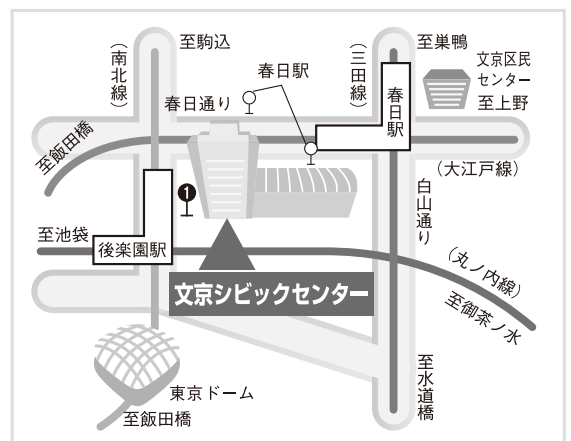 至駒込
(南北線)
春日駅
(三田線)
至巣鴨
文京区民
センター
至上野
春日通り
春日駅
至飯田橋
(大江戸線)
1
白山通り
至池袋
後楽園駅
(丸ノ内線)
至御茶ノ水
文京シビックセンター
至水道橋
東京ドーム
至飯田橋